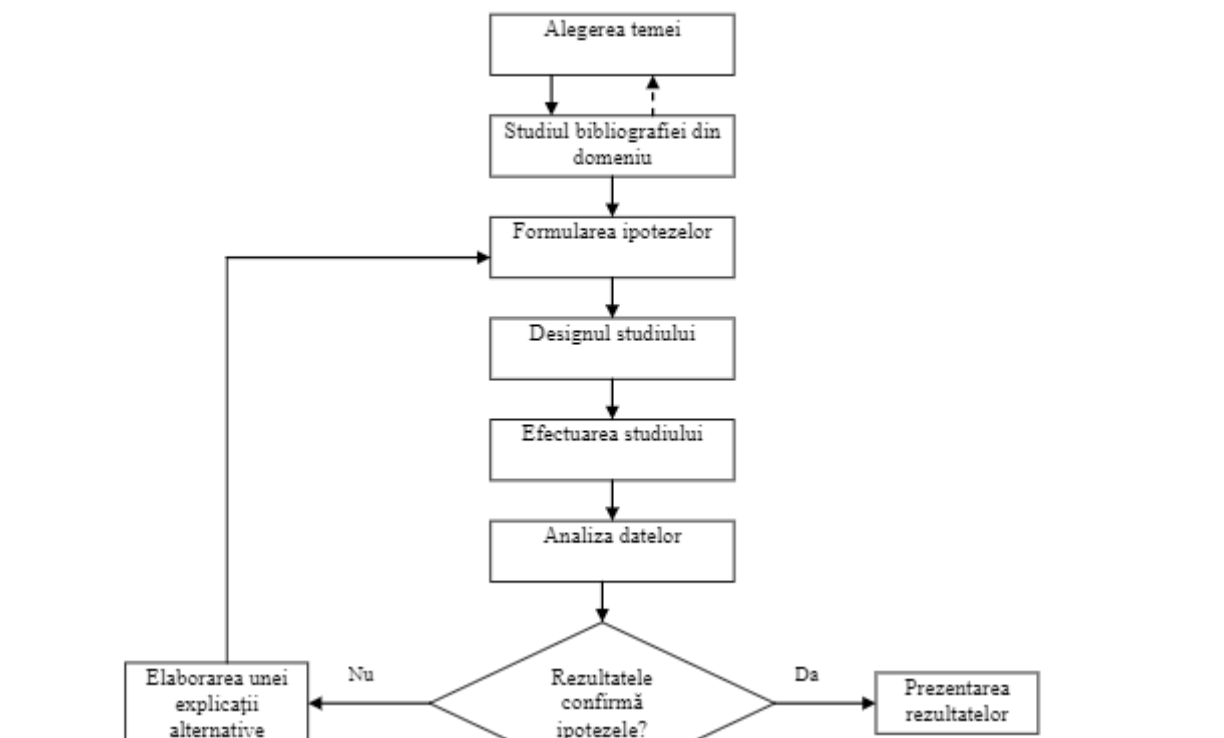 Alegerea temei
Studiul bibliografiei din
domeniu
Formularea ipotezelor
Designul studiului
Efectuarea studiului
Analiza datelor
Elaborarea unei
explicații
alternative
Nu
Rezultatele
confirmă
ipotezele?
Da
Prezentarea
rezultatelor